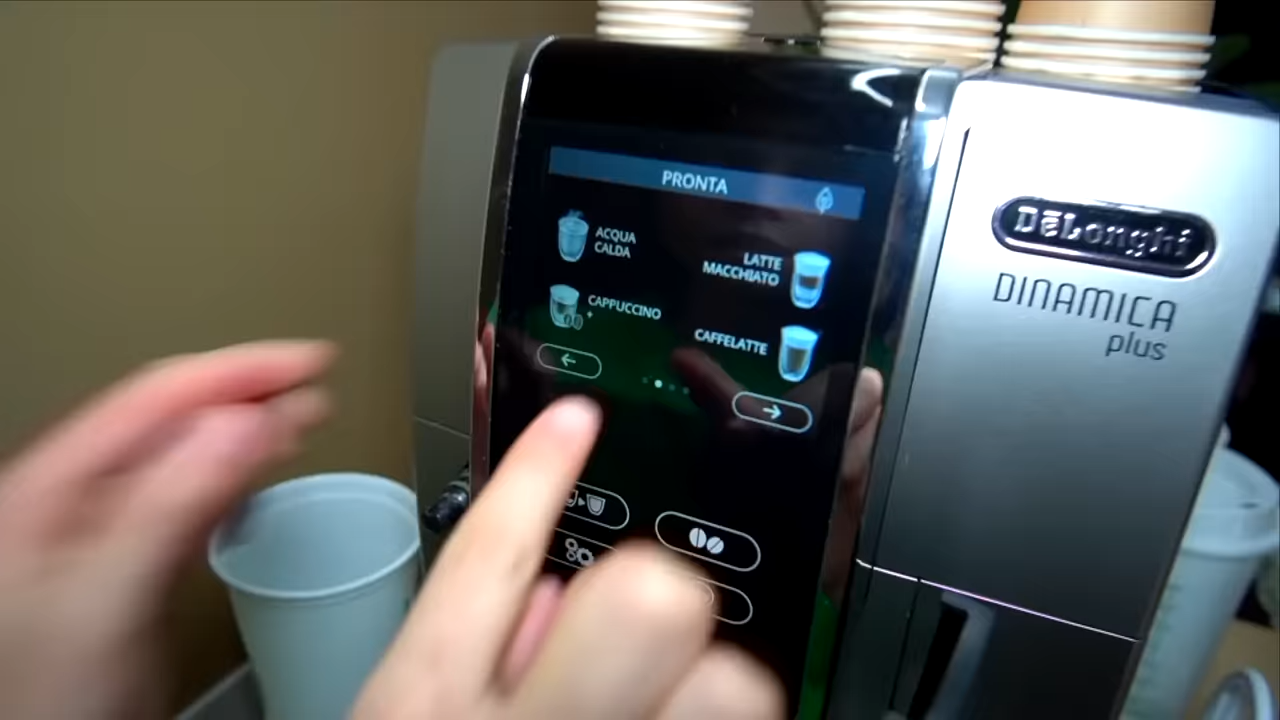 PRONTA
ACQUA
CALDA
LATTE
MACCHIATO
CAPPUCCINO
+
CAFFELATTE
DeLonghi
DINAMICA
plus